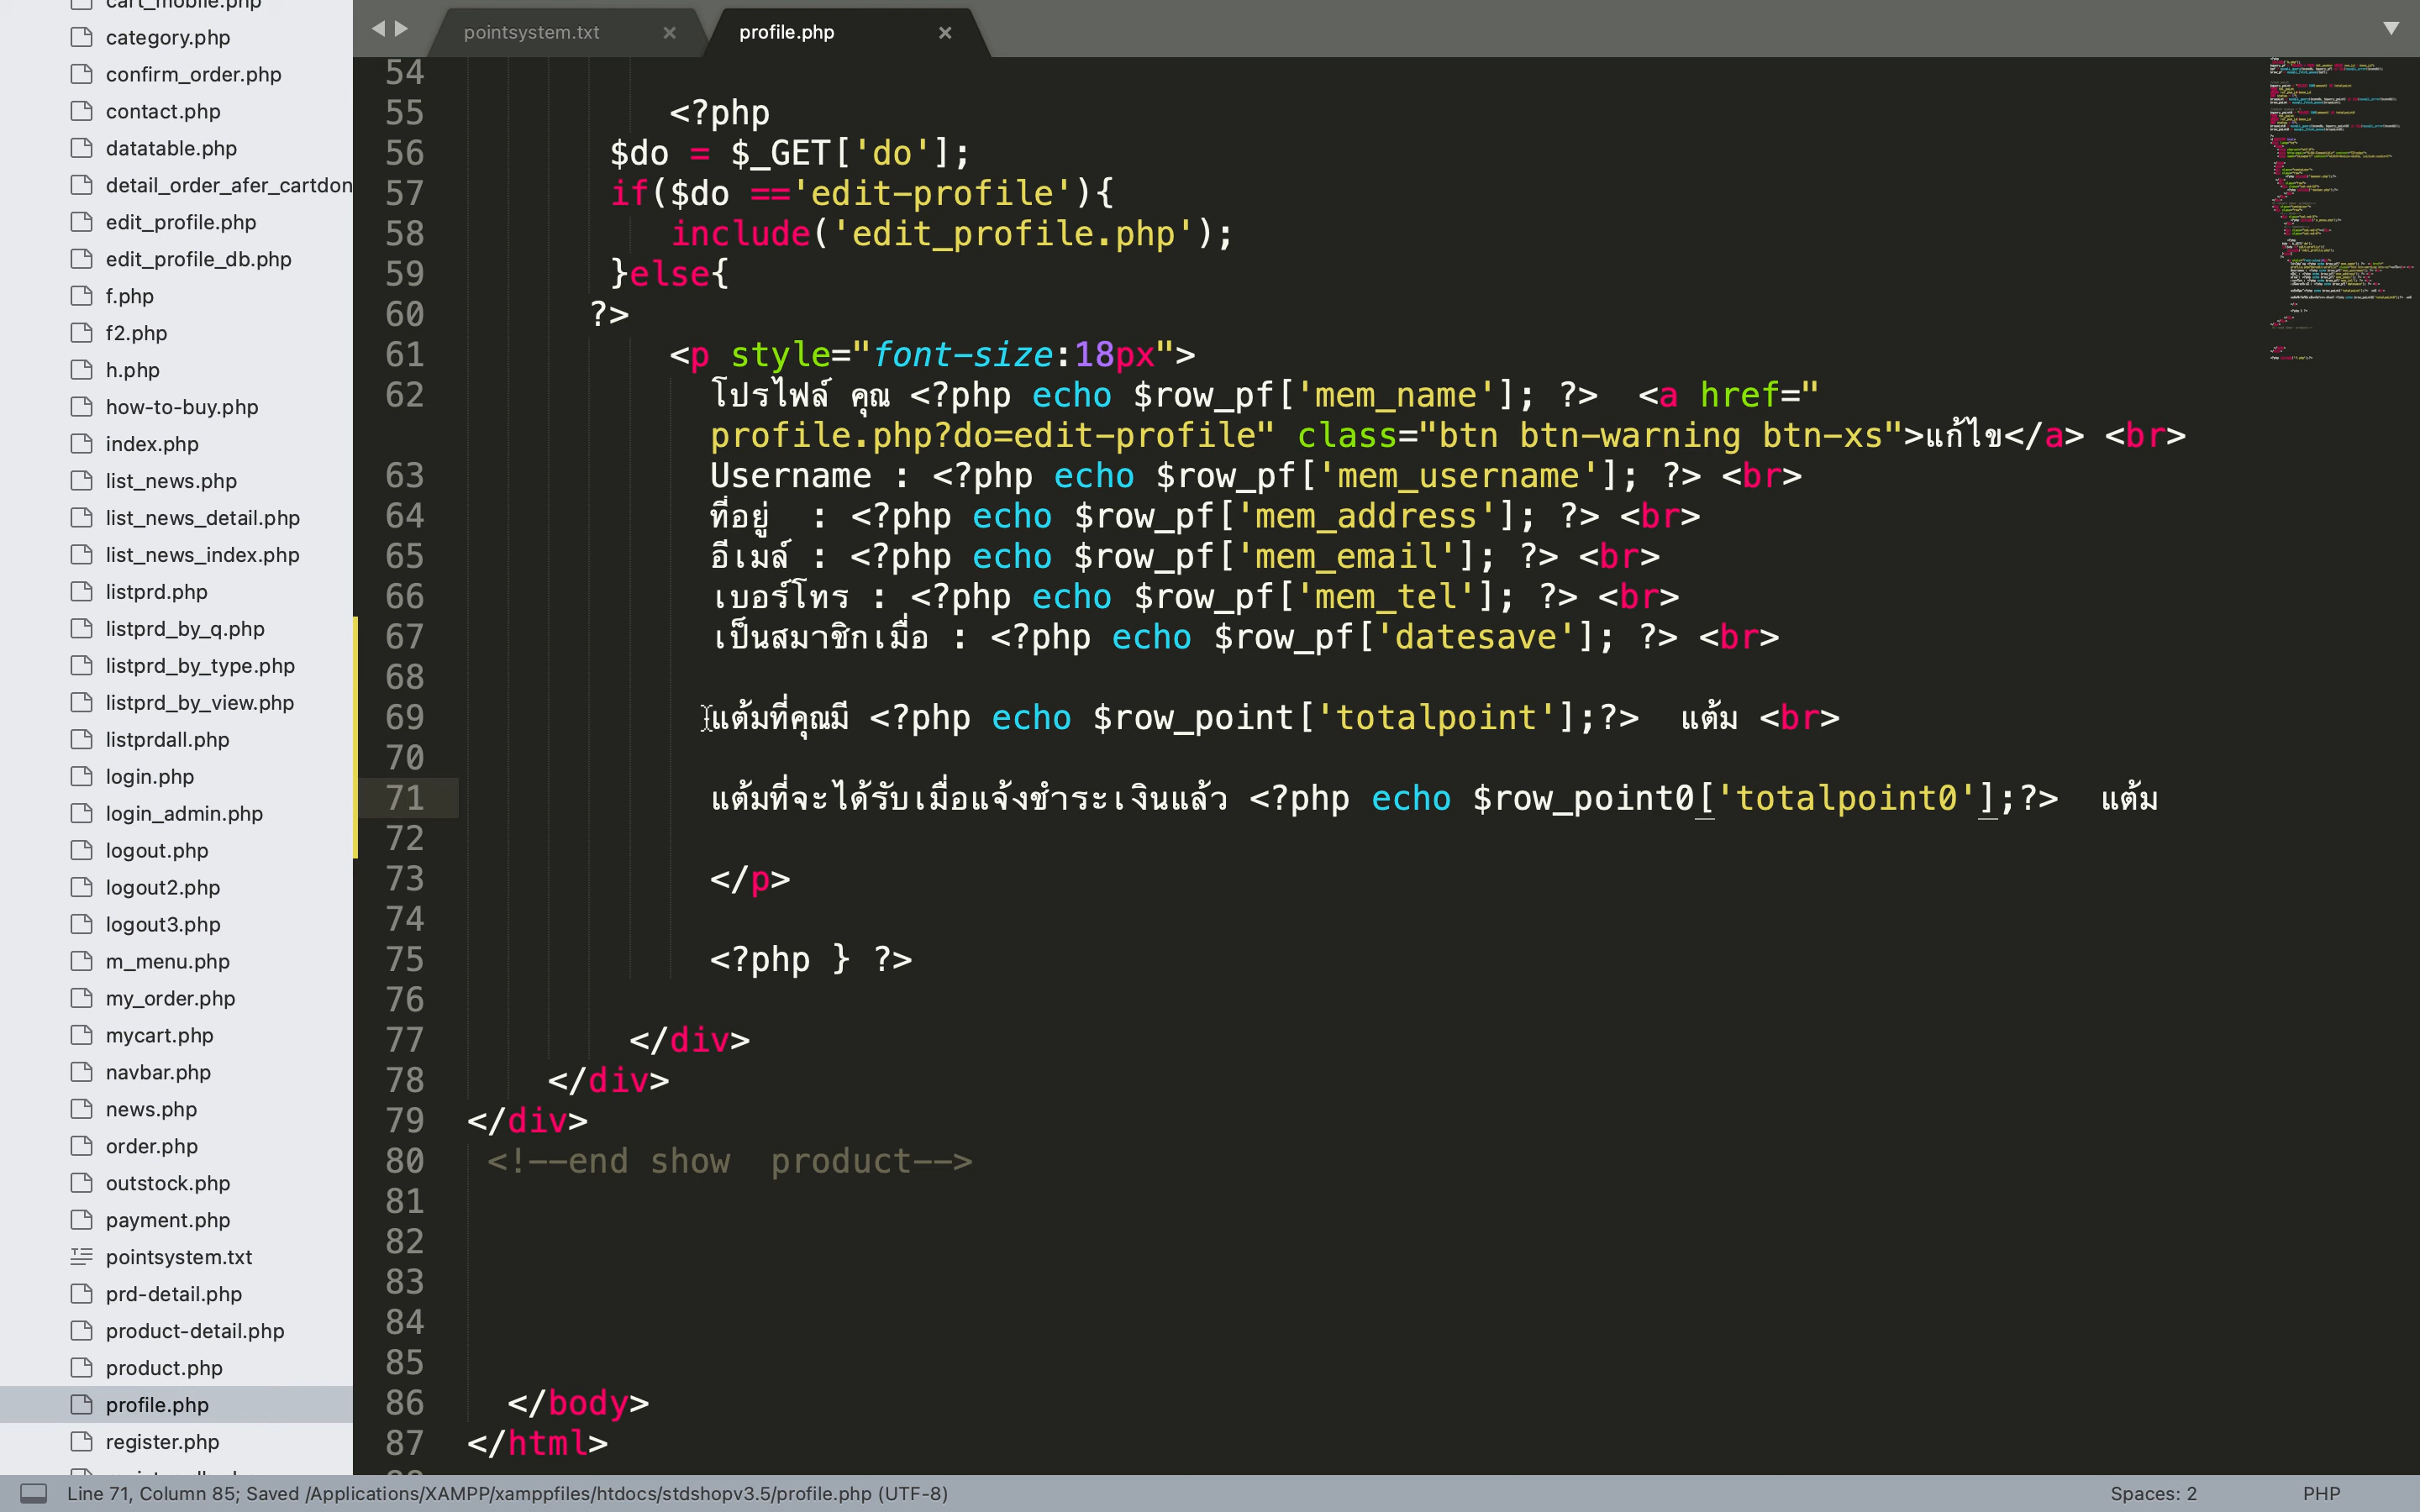 pointsystem.txt
profile.php
category.php
confirm_order.php
contact.php
datatable.php
detail_order_afer_cartdon
edit_profile.php
edit_profile_db.php
f.php
f2.php
h.php
how-to-buy.php
index.php
list_news.php
list_news_detail.php
list_news_index.php
listprd.php
listprd_by_q.php
listprd_by_type.php
listprd_by_view.php
listprdall.php
login.php
login_admin.php
logout.php
logout2.php
logout3.php
m_menu.php
my_order.php
mycart.php
navbar.php
news.php
order.php
outstock.php
payment.php
pointsystem.txt
prd-detail.php
product-detail.php
product.php
profile.php
register.php
54
55 <?php
56 $do = $_GET['do'];
57 if($do =='edit-profile'){
58 include('edit_profile.php');
59 }else{
60 ?>
61 <p style="font-size:18px">
62 โปรไฟล์ คุณ <?php echo $row_pf['mem_name']; ?> <a href="
profile.php?do=edit-profile" class="btn btn-warning btn-xs">แก้ไข</a> <br>
63 Username : <?php echo $row_pf['mem_username']; ?> <br>
64 ที่อยู่ : <?php echo $row_pf['mem_address']; ?> <br>
65 อีเมล์ : <?php echo $row_pf['mem_email']; ?> <br>
66 เบอร์โทร : <?php echo $row_pf['mem_tel']; ?> <br>
67 เป็นสมาชิกเมื่อ : <?php echo $row_pf['datesave']; ?> <br>
68
69 แต้มที่คุณมี <?php echo $row_point['totalpoint'];?> แต้ม <br>
70
71 แต้มที่จะได้รับเมื่อแจ้งชำระเงินแล้ว <?php echo $row_point0['totalpoint0'];?> แต้ม
72
73 </p>
74
75 <?php } ?>
76
77 </div>
78 </div>
79 </div>
80 <!--end show product-->
81
82
83
84
85
86 </body>
87 </html>
Line 71, Column 85; Saved /Applications/XAMPP/xamppfiles/htdocs/stdshopv3.5/profile.php (UTF-8)
Spaces: 2
PHP